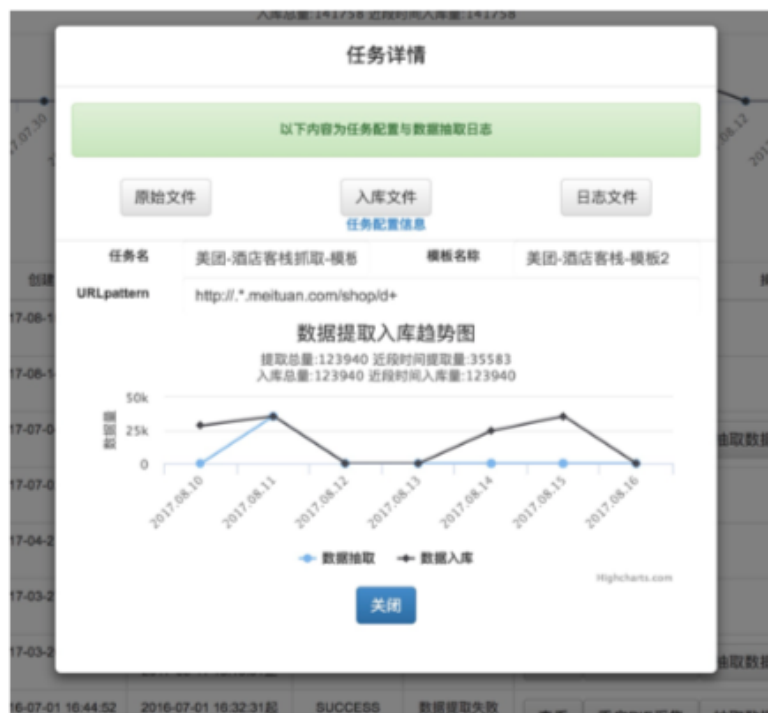 入库总量:141758 近段时间入库量:141758
任务详情
以下内容为任务配置与数据抽取日志
原始文件 入库文件 日志文件
任务配置信息
任务名 美团-酒店客栈抓取-模板 模板名称 美团-酒店客栈-模板2
URLpattern http://.*.meituan.com/shop/d+
数据提取入库趋势图
提取总量:123940 近段时间提取量:35583
入库总量:123940 近段时间入库量:123940
数据量
50k
25k
0
2017.08.10 2017.08.11 2017.08.12 2017.08.13 2017.08.14 2017.08.15 2017.08.16
数据抽取 数据入库
Highcharts.com
关闭
创建
17-08-1
17-08-1
17-07-0
17-07-0
17-04-2
17-03-2
17-03-2
抽取数据
抽取数据
16-07-01 16:44:52 2016-07-01 16:32:31起 SUCCESS 数据提取失败